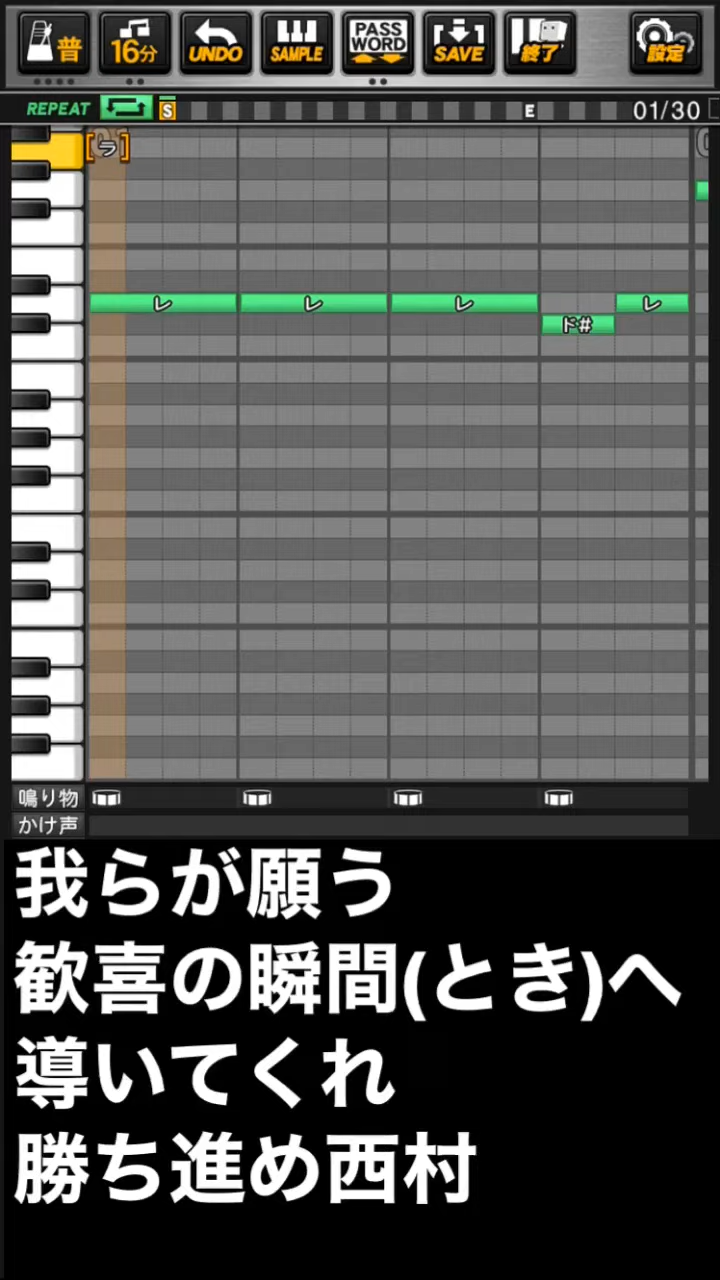 普
16分
UNDO
SAMPLE
PASS
WORD
SAVE
終了
設定
REPEAT
S
E
01/30
[ラ]
レ
レ
レ
ド#
レ
鳴り物
かけ声
我らが願う
歓喜の瞬間(とき)へ
導いてくれ
勝ち進め西村